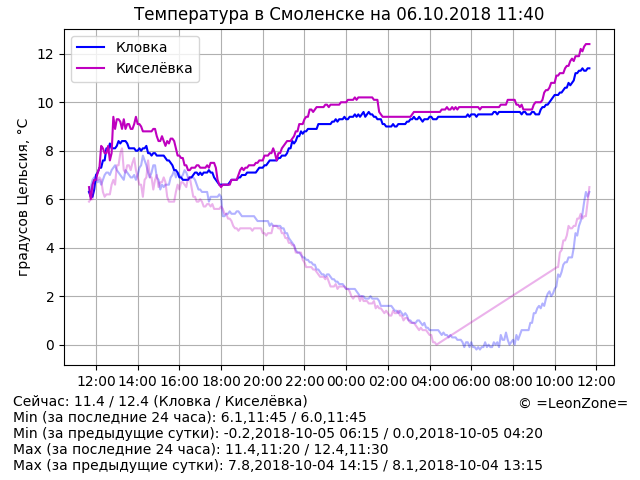 Температура в Смоленске на 06.10.2018 11:40
Кловка
Киселёвка
градусов Цельсия, °C
12
10
8
6
4
2
0
12:00 14:00 16:00 18:00 20:00 22:00 00:00 02:00 04:00 06:00 08:00 10:00 12:00
Сейчас: 11.4 / 12.4 (Кловка / Киселёвка)
© =LeonZone=
Min (за последние 24 часа): 6.1,11:45 / 6.0,11:45
Min (за предыдущие сутки): -0.2,2018-10-05 06:15 / 0.0,2018-10-05 04:20
Max (за последние 24 часа): 11.4,11:20 / 12.4,11:30
Max (за предыдущие сутки): 7.8,2018-10-04 14:15 / 8.1,2018-10-04 13:15